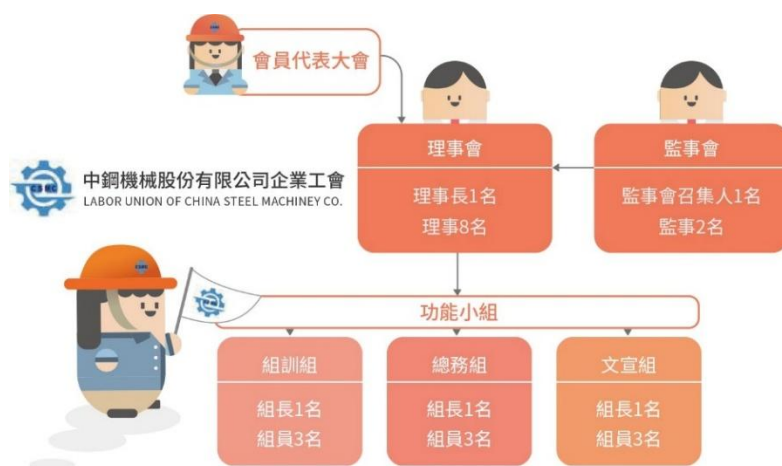 會員代表大會
理事會
理事長1名
理事8名
監事會
監事會召集人1名
監事2名
CSMC
中鋼機械股份有限公司企業工會
LABOR UNION OF CHINA STEEL MACHINEY CO.
功能小組
組訓組
組長1名
組員3名
總務組
組長1名
組員3名
文宣組
組長1名
組員3名